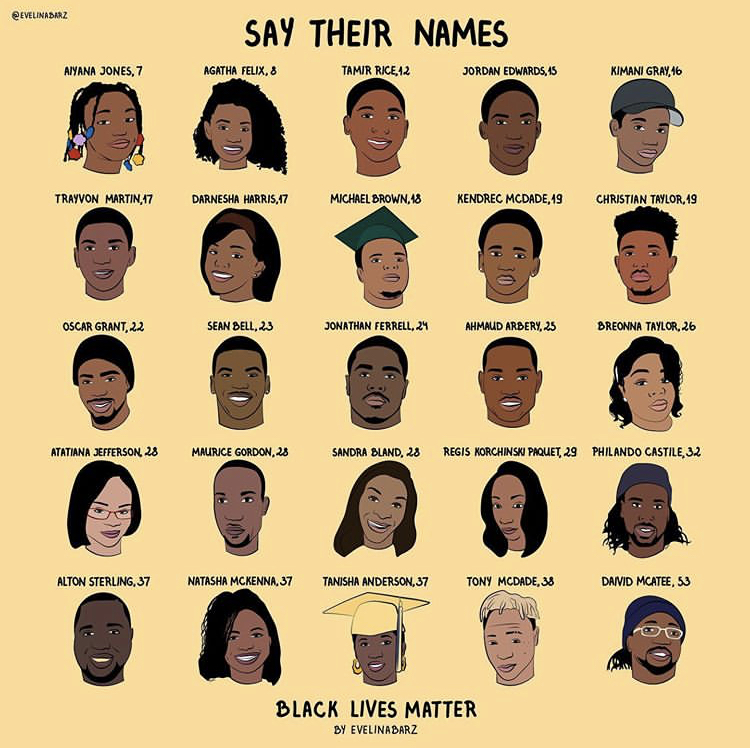 @EVELINABARZ
SAY THEIR NAMES
AIYANA JONES, 7
AGATHA FELIX, 8
TAMIR RICE, 12
JORDAN EDWARDS, 15
KIMANI GRAY, 16
TRAYVON MARTIN, 17
DARNESHA HARRIS, 17
MICHAEL BROWN, 18
KENDREC MCDADE, 19
CHRISTIAN TAYLOR, 19
OSCAR GRANT, 22
SEAN BELL, 23
JONATHAN FERRELL, 24
AHMAUD ARBERY, 25
BREONNA TAYLOR, 26
ATATIANA JEFFERSON, 28
MAURICE GORDON, 28
SANDRA BLAND, 28
REGIS KORCHINSKI PAQUET, 29
PHILANDO CASTILE, 32
ALTON STERLING, 37
NATASHA MCKENNA, 37
TANISHA ANDERSON, 37
TONY MCDADE, 38
DAIVID MCATEE, 53
BLACK LIVES MATTER
BY EVELINABARZ